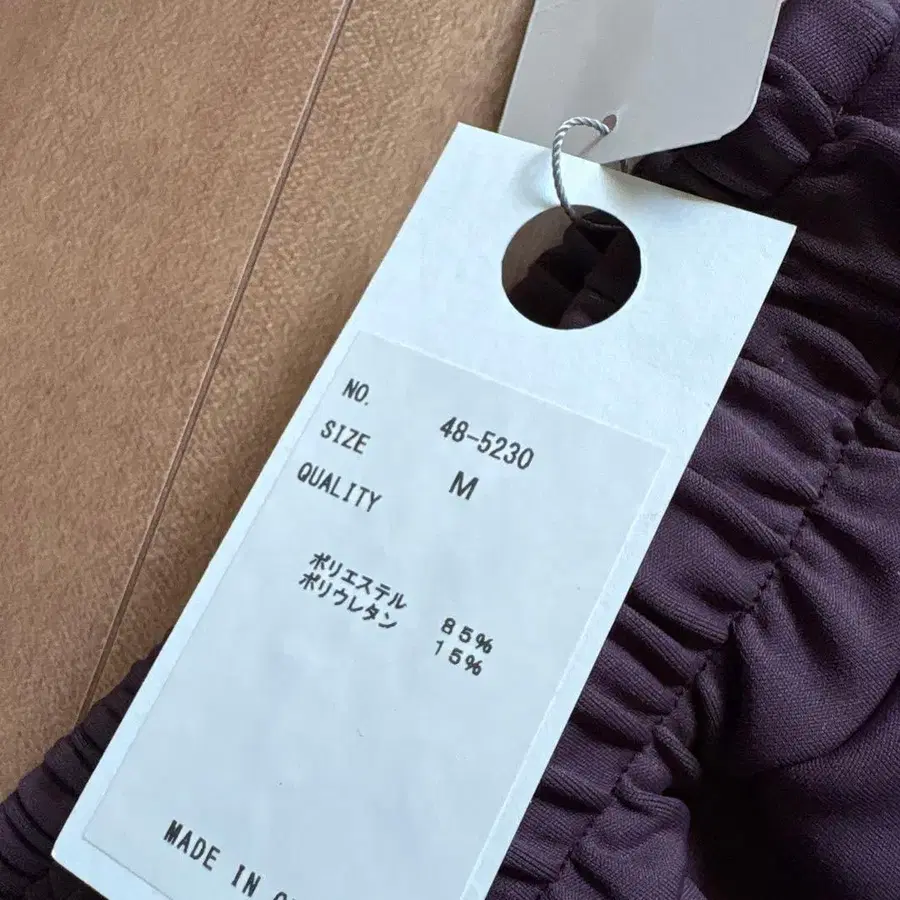 NO. 48-5230
SIZE M
QUALITY
ポリエステル 85%
ポリウレタン 15%
MADE IN